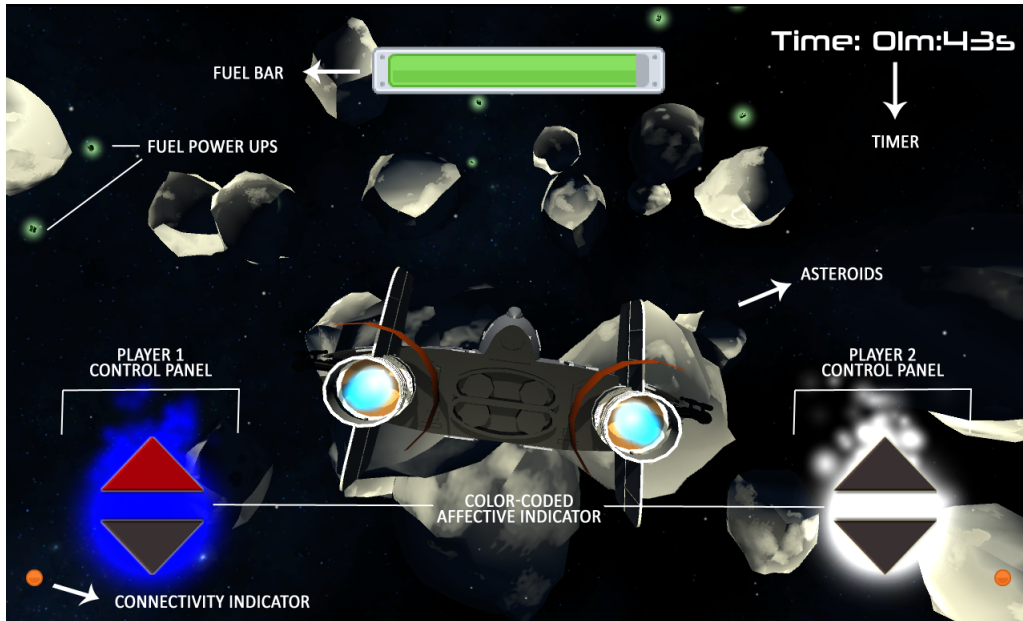 Time: 01m:43s
FUEL BAR
TIMER
FUEL POWER UPS
ASTEROIDS
PLAYER 1
CONTROL PANEL
PLAYER 2
CONTROL PANEL
COLOR-CODED
AFFECTIVE INDICATOR
CONNECTIVITY INDICATOR